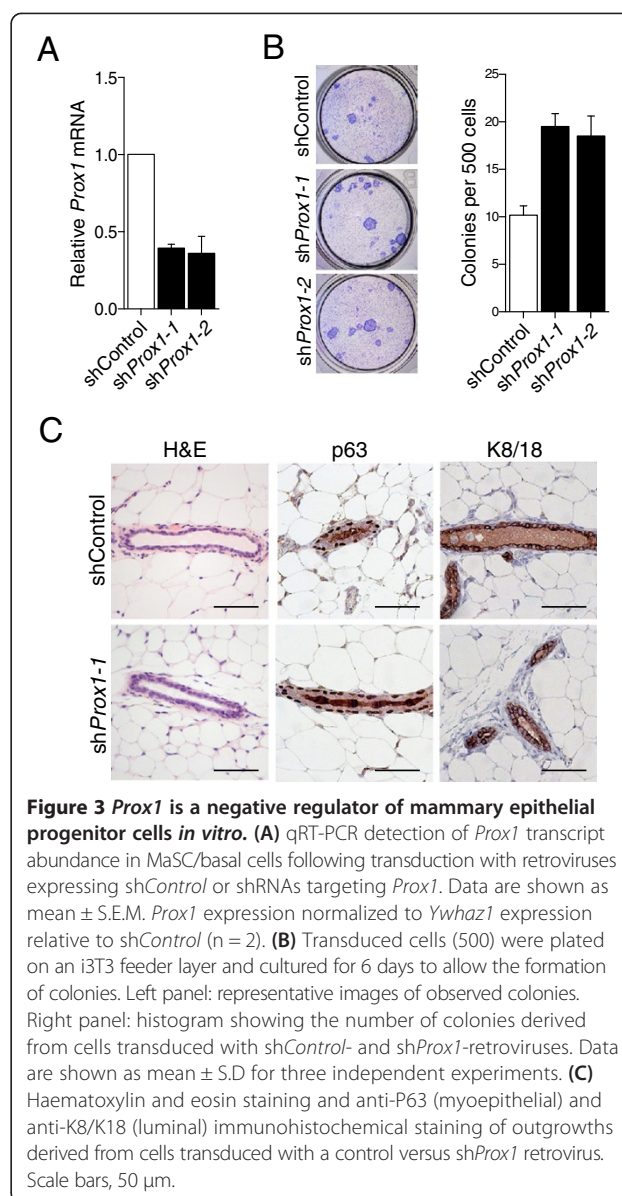 A
Relative Prox1 mRNA
1.5
1.0
0.5
0.0
shControl
shProx1-1
shProx1-2
B
shControl
shProx1-1
shProx1-2
Colonies per 500 cells
25
20
15
10
5
0
shControl
shProx1-1
shProx1-2
C
H&E
p63
K8/18
shControl
shProx1-1
Figure 3 Prox1 is a negative regulator of mammary epithelial
progenitor cells in vitro. (A) qRT-PCR detection of Prox1 transcript
abundance in MaSC/basal cells following transduction with retroviruses
expressing shControl or shRNAs targeting Prox1. Data are shown as
mean ± S.E.M. Prox1 expression normalized to Ywhaz1 expression
relative to shControl (n = 2). (B) Transduced cells (500) were plated
on an i3T3 feeder layer and cultured for 6 days to allow the formation
of colonies. Left panel: representative images of observed colonies.
Right panel: histogram showing the number of colonies derived
from cells transduced with shControl- and shProx1-retroviruses. Data
are shown as mean ± S.D for three independent experiments. (C)
Haematoxylin and eosin staining and anti-P63 (myoepithelial) and
anti-K8/K18 (luminal) immunohistochemical staining of outgrowths
derived from cells transduced with a control versus shProx1 retrovirus.
Scale bars, 50 μm.